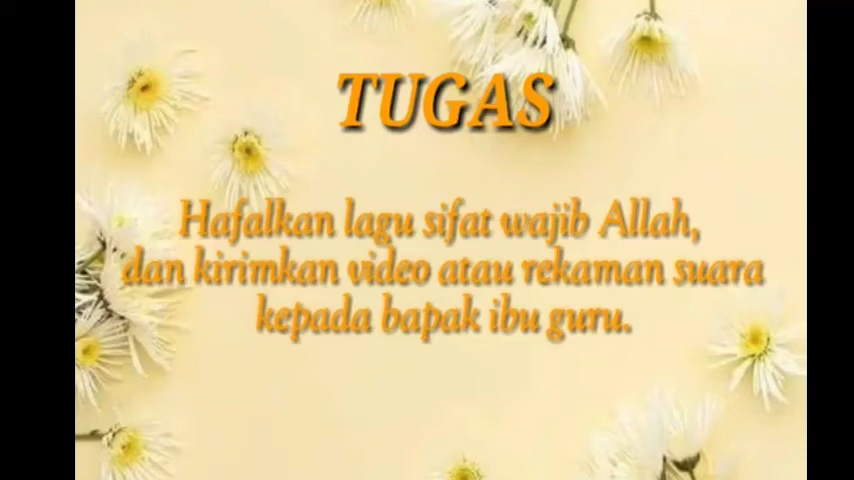 TUGAS
Hafalkan lagu sifat wajib Allah,
dan kirimkan video atau rekaman suara
kepada bapak ibu guru.